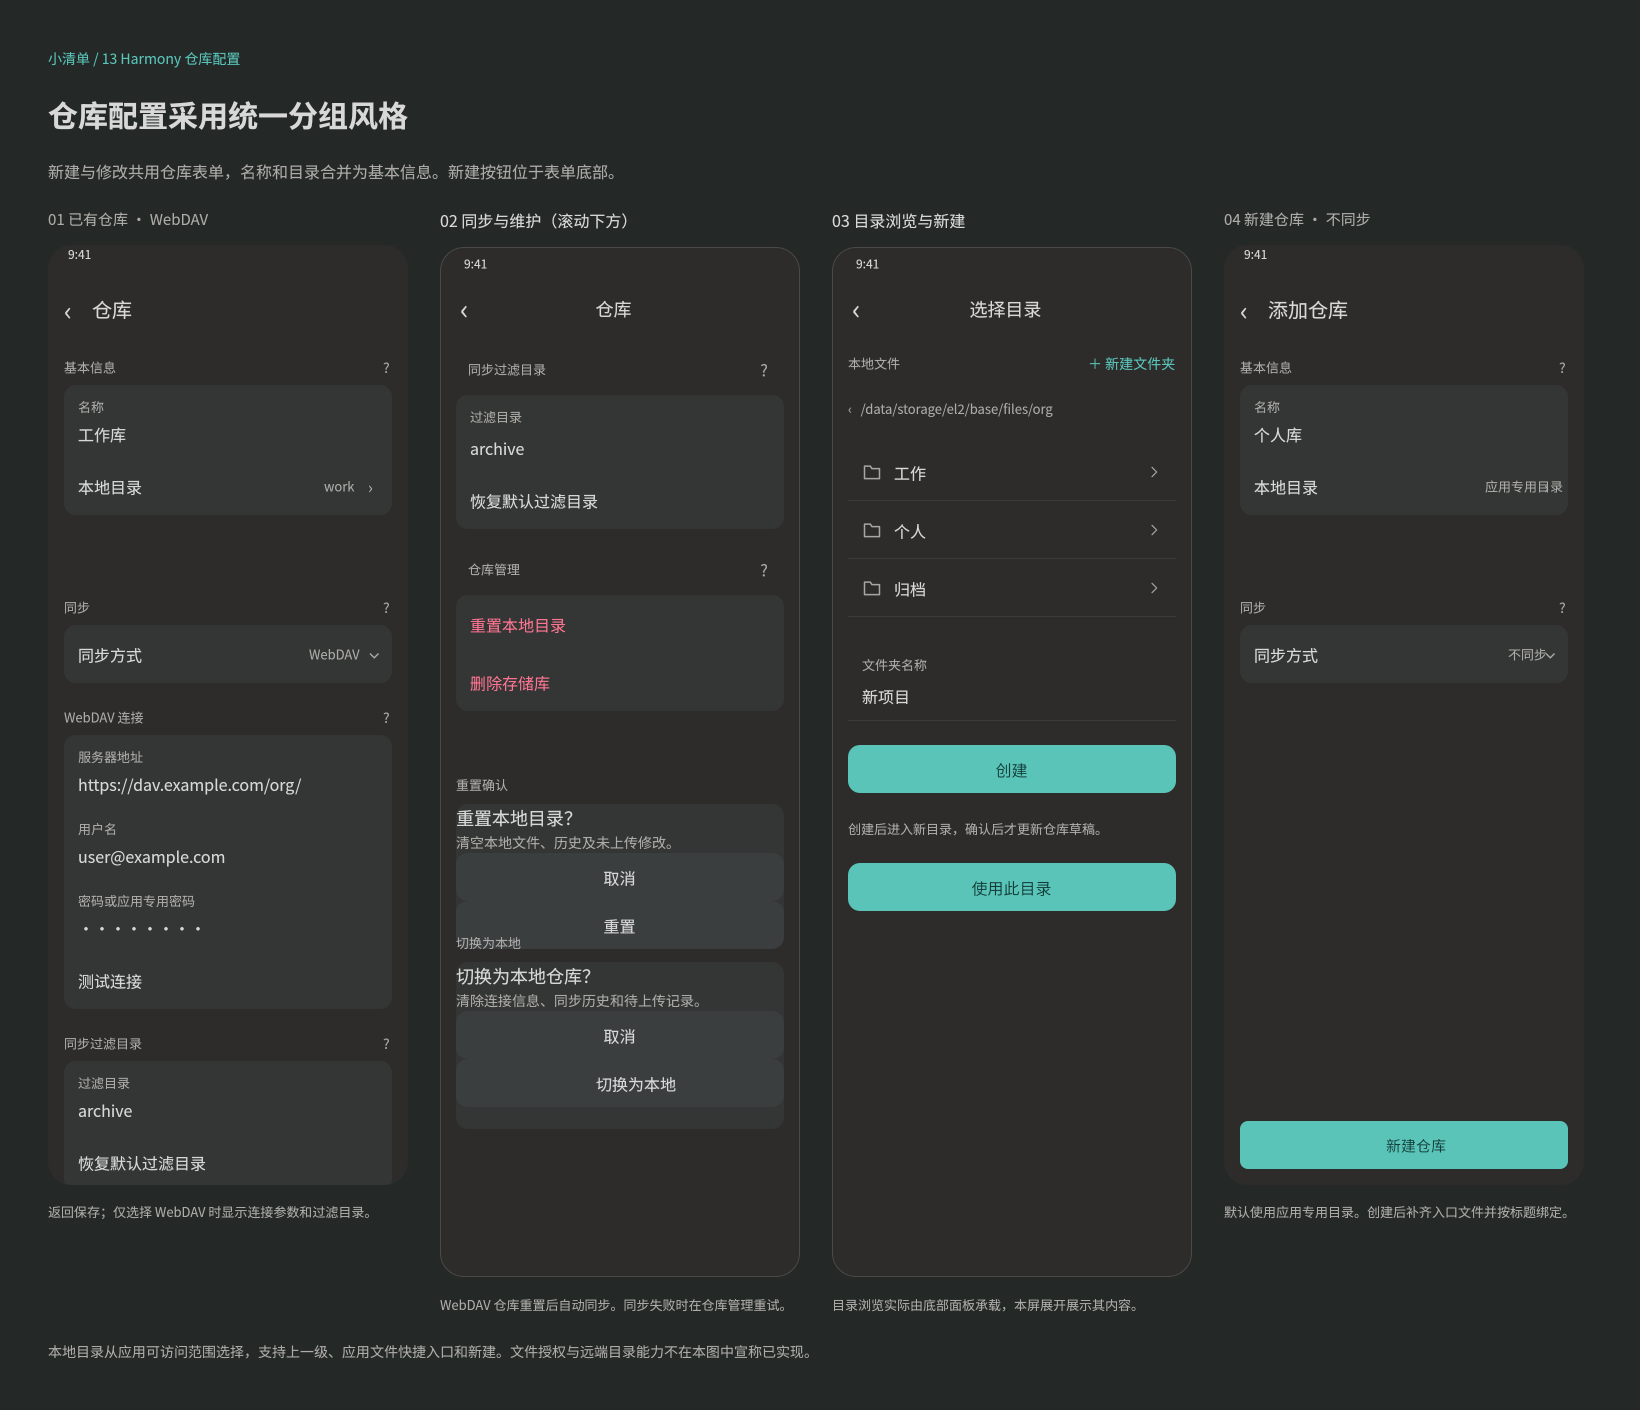 小清单 / 13 Harmony 仓库配置
仓库配置采用统一分组风格
新建与修改共用仓库表单，名称和目录合并为基本信息。新建按钮位于表单底部。
01 已有仓库 · WebDAV
9:41
‹ 仓库
基本信息 ?
名称
工作库
本地目录 work ›
同步 ?
同步方式 WebDAV
WebDAV 连接 ?
服务器地址
https://dav.example.com/org/
用户名
user@example.com
密码或应用专用密码
· · · · · · · ·
测试连接
同步过滤目录 ?
过滤目录
archive
恢复默认过滤目录
返回保存；仅选择 WebDAV 时显示连接参数和过滤目录。
02 同步与维护（滚动下方）
9:41
‹ 仓库
同步过滤目录 ?
过滤目录
archive
恢复默认过滤目录
仓库管理 ?
重置本地目录
删除存储库
重置确认
重置本地目录？
清空本地文件、历史及未上传修改。
取消
重置
切换为本地
切换为本地仓库？
清除连接信息、同步历史和待上传记录。
取消
切换为本地
WebDAV 仓库重置后自动同步。同步失败时在仓库管理重试。
03 目录浏览与新建
9:41
‹ 选择目录
本地文件 ＋ 新建文件夹
‹ /data/storage/el2/base/files/org
工作
个人
归档
文件夹名称
新项目
创建
创建后进入新目录，确认后才更新仓库草稿。
使用此目录
目录浏览实际由底部面板承载，本屏展开展示其内容。
04 新建仓库 · 不同步
9:41
‹ 添加仓库
基本信息 ?
名称
个人库
本地目录 应用专用目录
同步 ?
同步方式 不同步
新建仓库
默认使用应用专用目录。创建后补齐入口文件并按标题绑定。
本地目录从应用可访问范围选择，支持上一级、应用文件快捷入口和新建。文件授权与远端目录能力不在本图中宣称已实现。